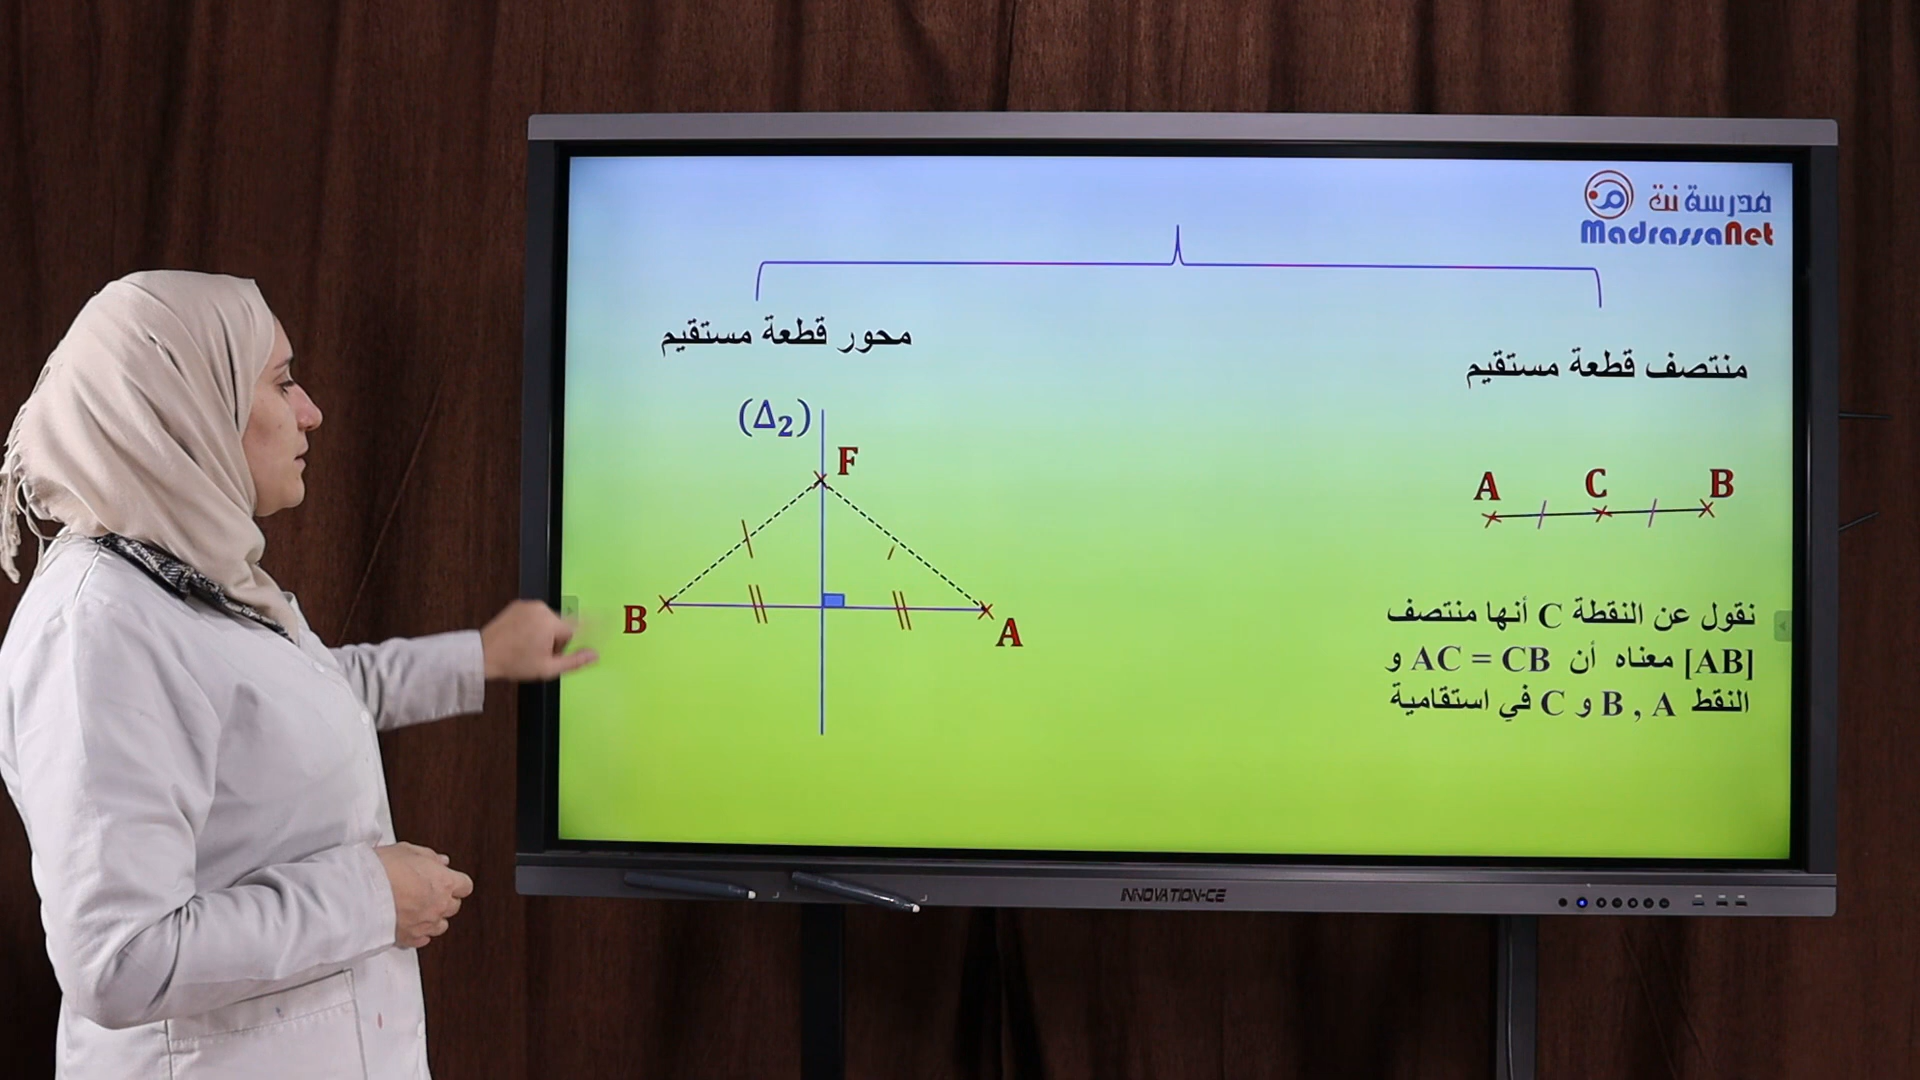 مدرسة نت
MadrassaNet
منتصف قطعة مستقيم
A C B
نقول عن النقطة C أنها منتصف
[AB] معناه أن AC = CB و
النقط B , A و C في استقامية
محور قطعة مستقيم
(Δ₂)
F
B
A
INNOVATION-CE